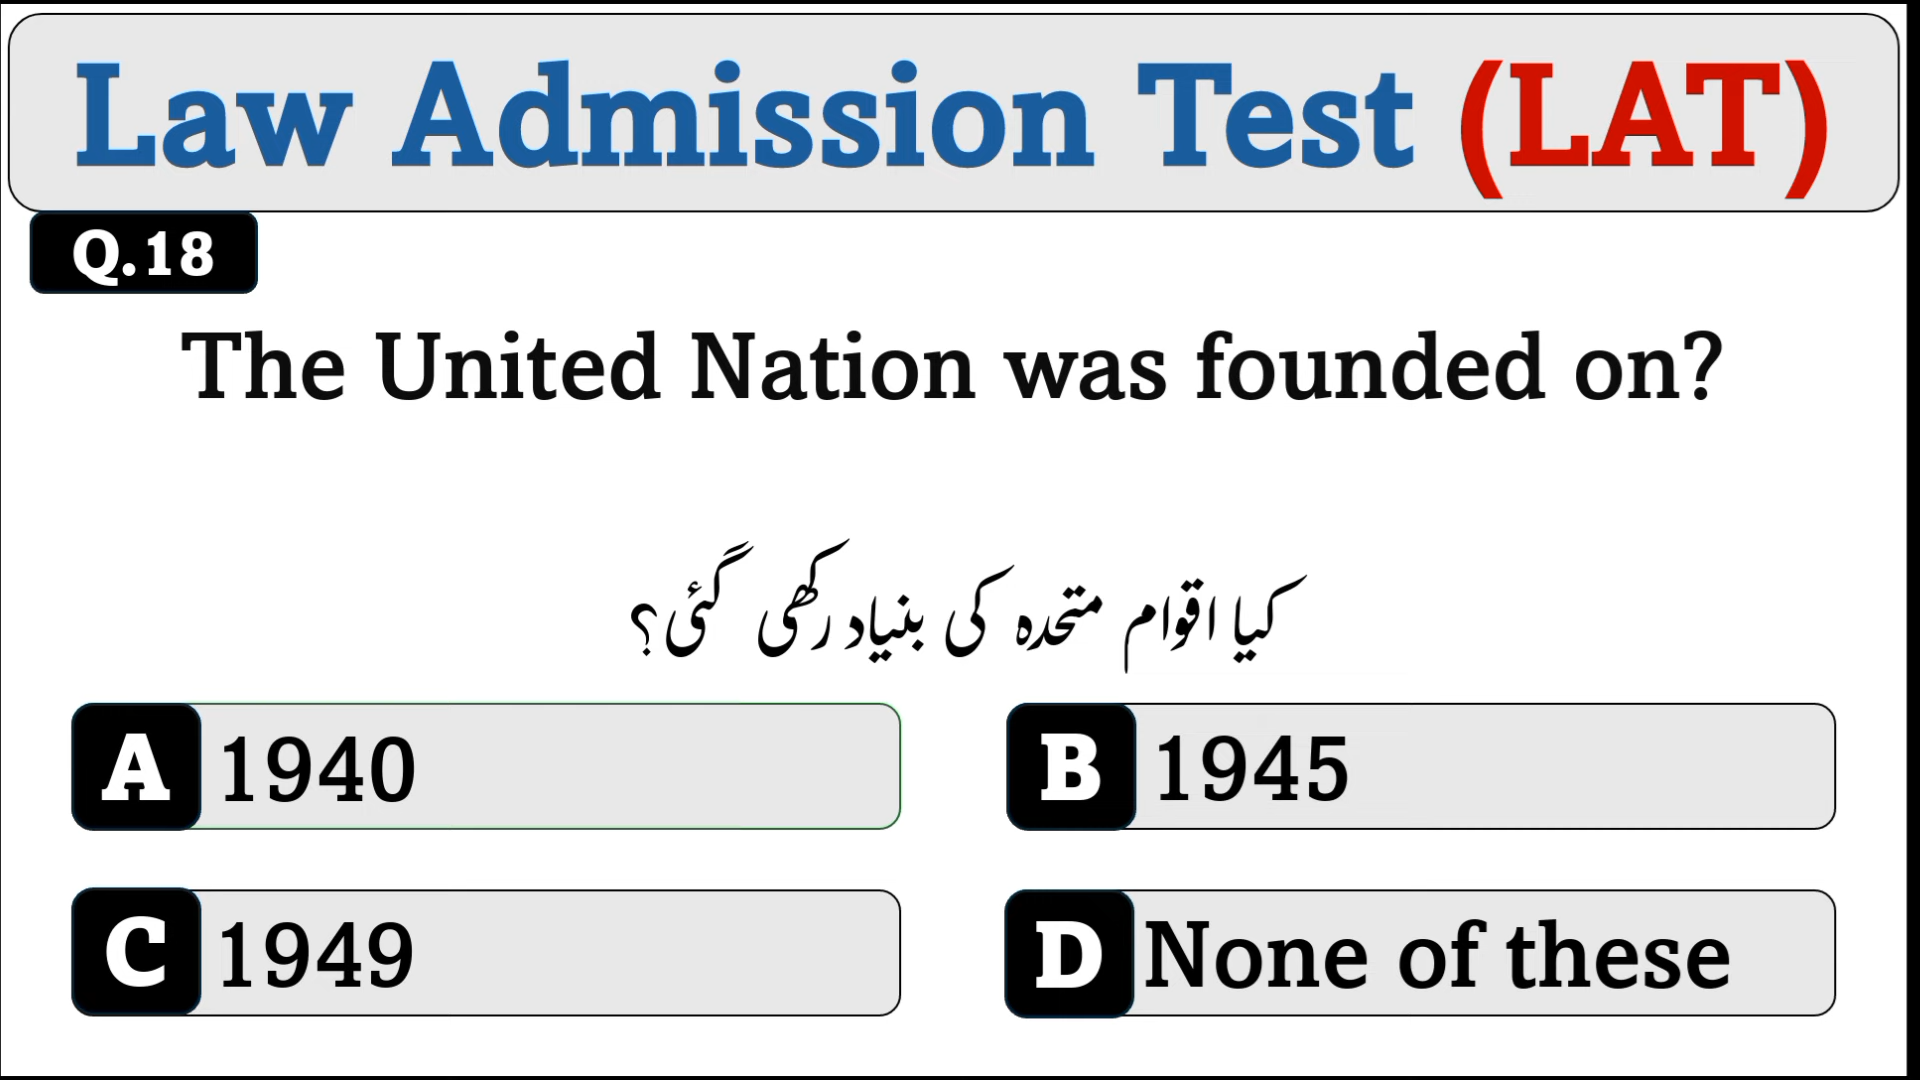 Law Admission Test (LAT)
Q.18
The United Nation was founded on?
کیا اقوام متحدہ کی بنیاد رکھی گئی؟
A 1940
B 1945
C 1949
D None of these